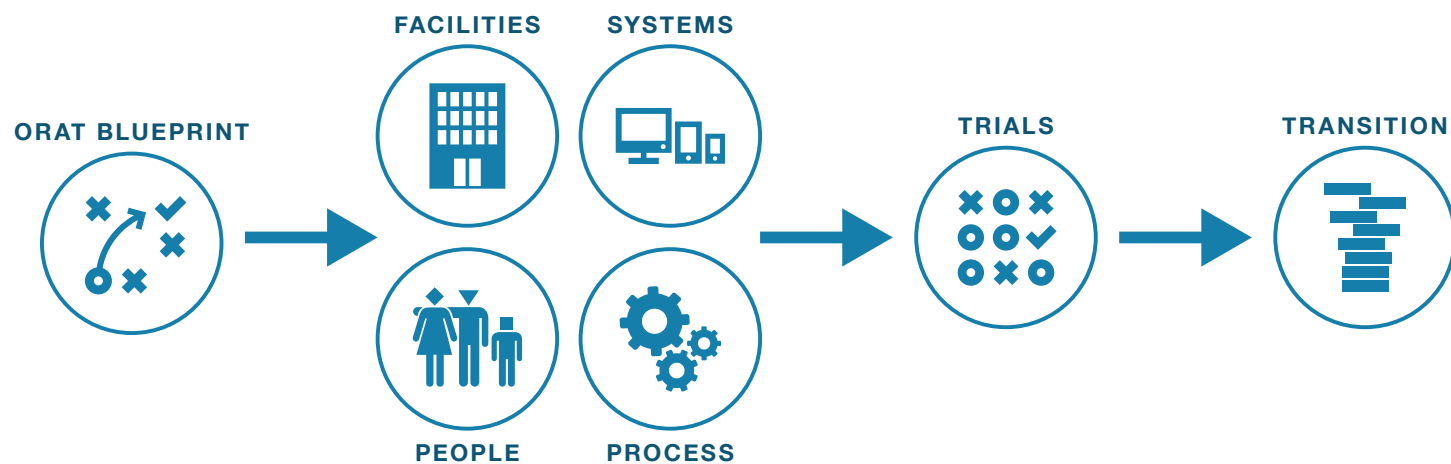 ORAT BLUEPRINT
FACILITIES
SYSTEMS
PEOPLE
PROCESS
TRIALS
TRANSITION